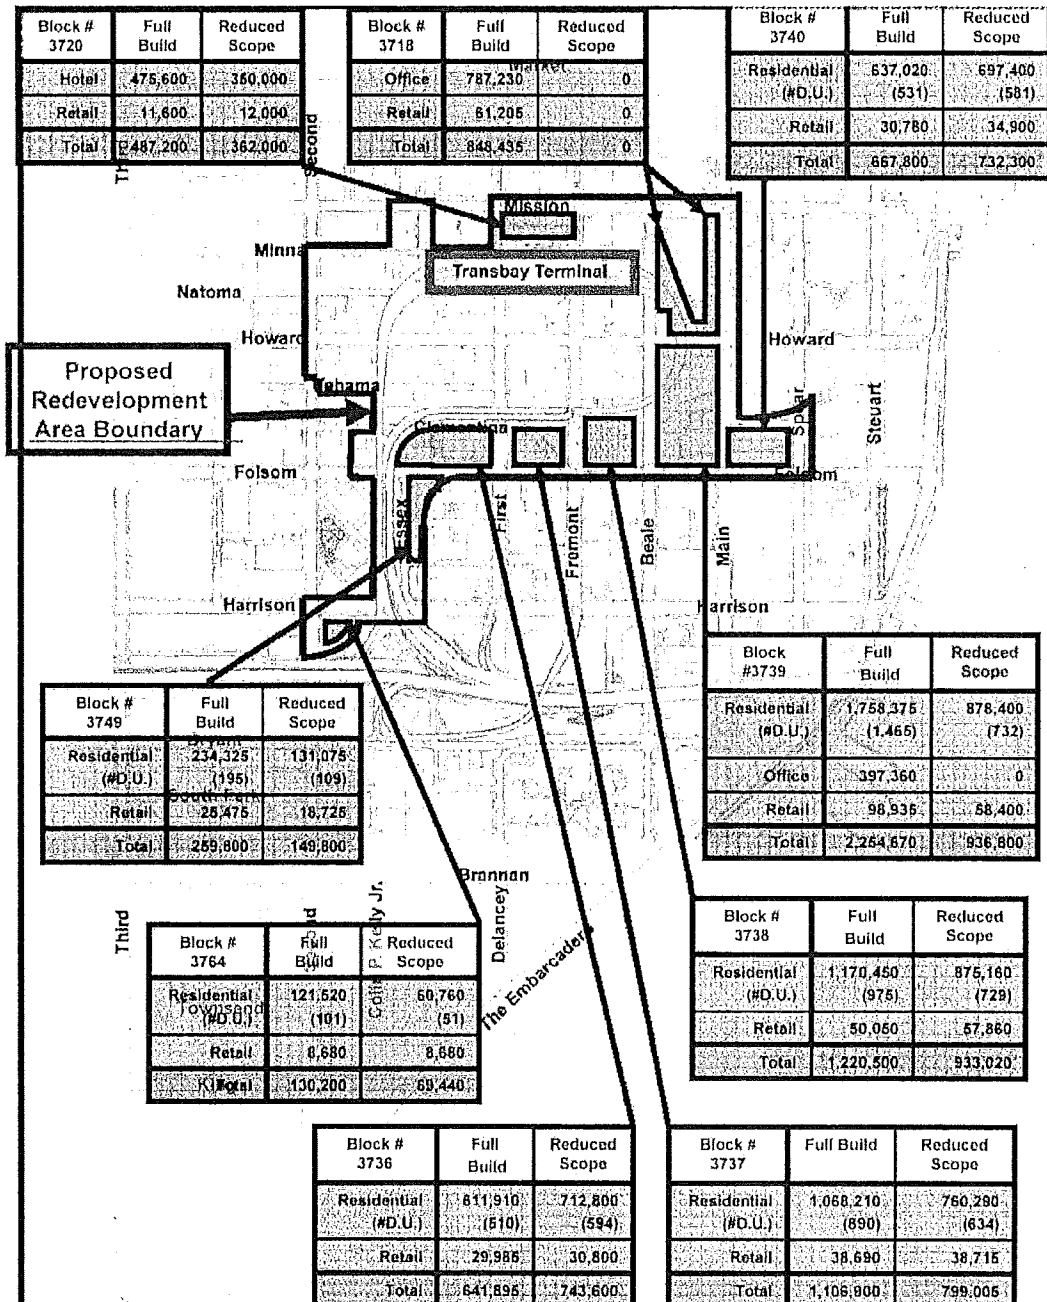 Block # 3720 Full Build Reduced Scope
Hotel 475,600 350,000
Retail 11,600 12,000
Total 487,200 362,000
Block # 3718 Full Build Reduced Scope
Market
Office 787,230 0
Retail 61,205 0
Total 848,435 0
Block # 3740 Full Build Reduced Scope
Residential 637,020 697,400
(#D.U.) (531) (581)
Retail 30,780 34,900
Total 667,800 732,300
Second
Mission
Minna
Transbay Terminal
Natoma
Howard
Howard
Proposed
Redevelopment
Area Boundary
Tehama
Clementina
Spear
Steuart
Folsom
Folsom
Essex
First
Fremont
Beale
Main
Harrison
Harrison
Block # 3749 Full Build Reduced Scope
Bryant
Residential 234,325 131,075
(#D.U.) (195) (109)
South Park
Retail 25,475 18,725
Total 259,800 149,800
Block #3739 Full Build Reduced Scope
Residential 1,758,375 878,400
(#D.U.) (1,465) (732)
Office 397,360 0
Retail 98,935 58,400
Total 2,254,670 936,800
Brannan
Third
Delancey
Colin P. Kelly Jr.
The Embarcadero
Block # 3764 Full Build Reduced Scope
Residential 121,520 60,760
Townsend
(#D.U.) (101) (51)
Retail 8,680 8,680
Total 130,200 69,440
Block # 3738 Full Build Reduced Scope
Residential 1,170,450 875,160
(#D.U.) (975) (729)
Retail 50,050 57,860
Total 1,220,500 933,020
Block # 3736 Full Build Reduced Scope
Residential 611,910 712,800
(#D.U.) (510) (594)
Retail 29,985 30,800
Total 641,895 743,600
Block # 3737 Full Build Reduced Scope
Residential 1,068,210 760,290
(#D.U.) (890) (634)
Retail 38,690 38,715
Total 1,106,900 799,005